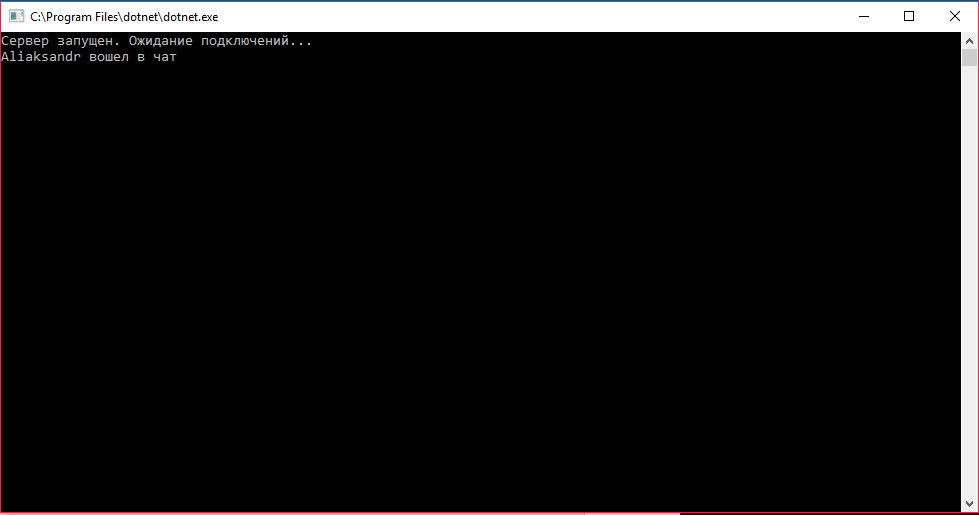 C:\Program Files\dotnet\dotnet.exe
Сервер запущен. Ожидание подключений...
Aliaksandr вошел в чат